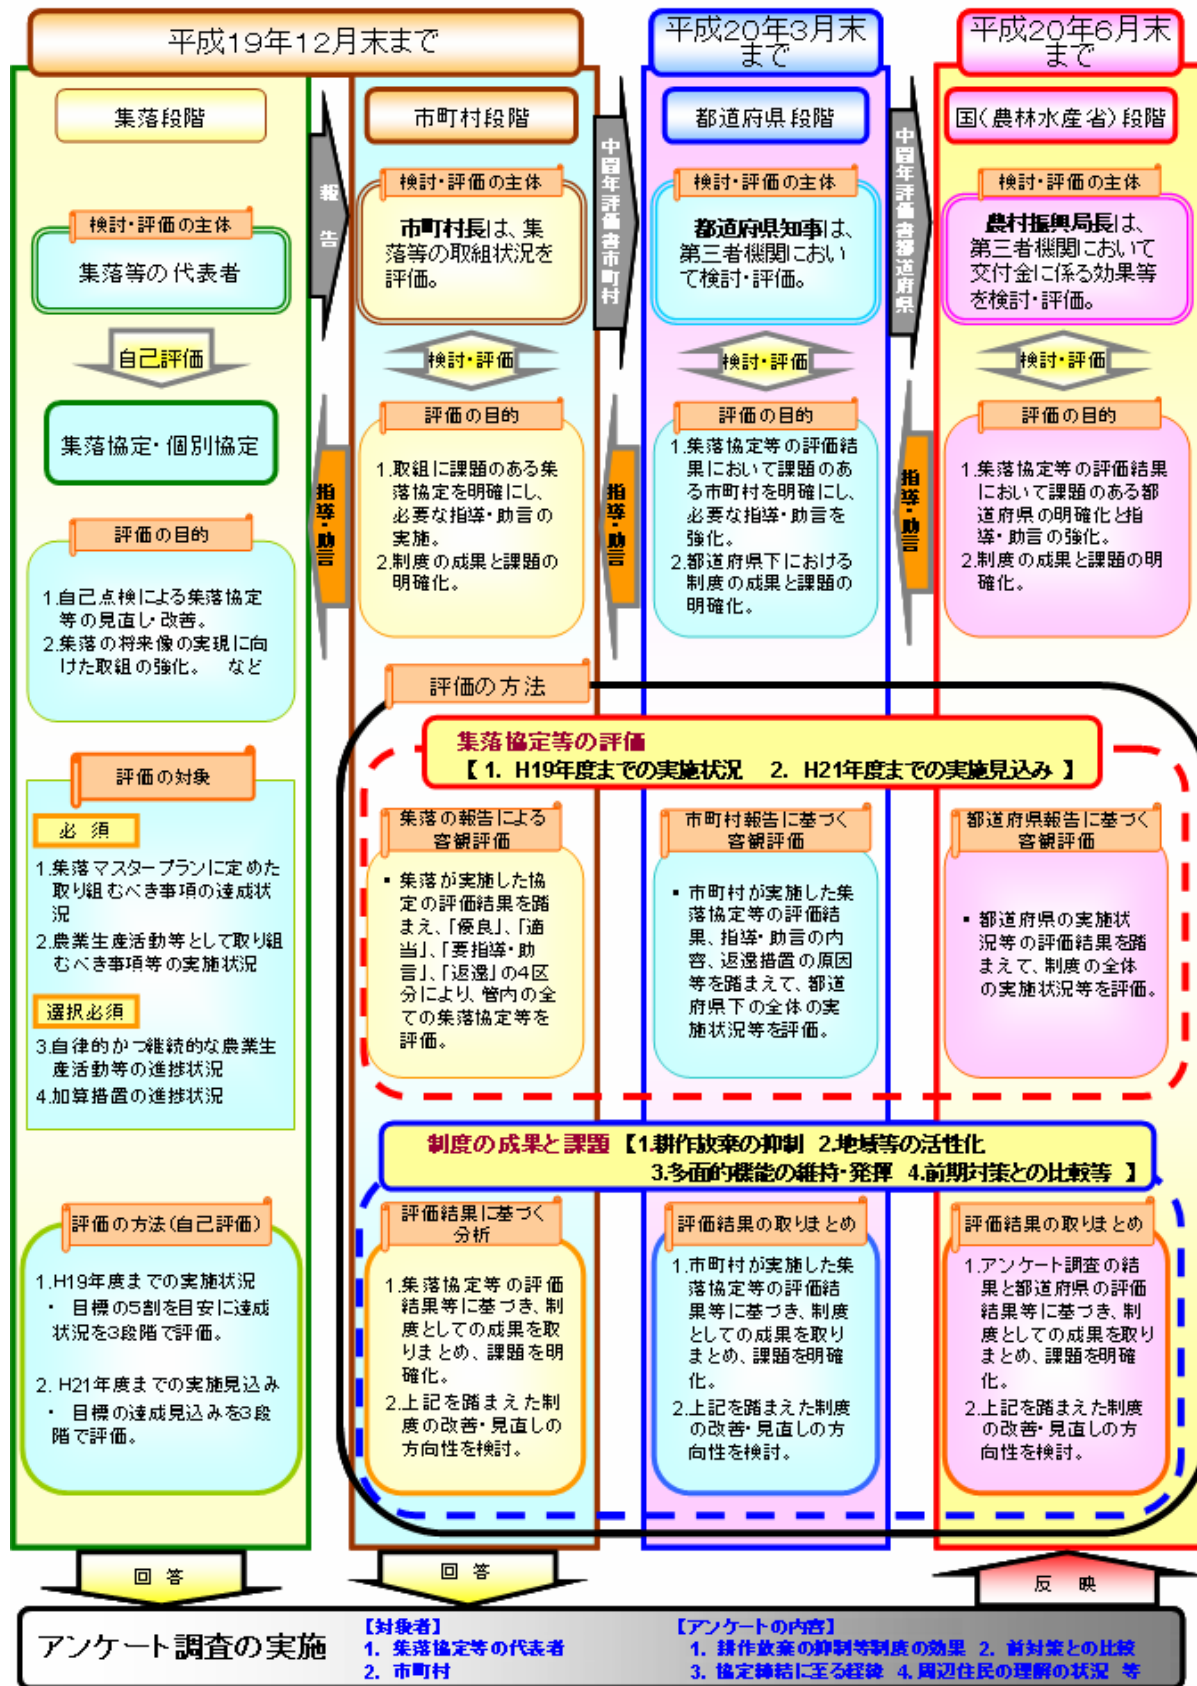 平成19年12月末まで
平成20年3月末
まで
平成20年6月末
まで
集落段階
検討・評価の主体
集落等の代表者
自己評価
集落協定・個別協定
評価の目的
1.自己点検による集落協定
等の見直し・改善。
2.集落の将来像の実現に向
けた取組の強化。　など
評価の対象
必 須
1.集落マスタープランに定めた
取り組むべき事項の達成状
況
2.農業生産活動等として取り組
むべき事項等の実施状況
選択必須
3.自律的かつ継続的な農業生
産活動等の進捗状況
4.加算措置の進捗状況
評価の方法(自己評価)
1.H19年度までの実施状況
・ 目標の5割を目安に達成
状況を3段階で評価。
2. H21年度までの実施見込み
・ 目標の達成見込みを3段
階で評価。
報告
市町村段階
検討・評価の主体
市町村長は、集
落等の取組状況を
評価。
検討・評価
評価の目的
1.取組に課題のある集
落協定を明確にし、
必要な指導・助言の
実施。
2.制度の成果と課題の
明確化。
指導・助言
中間年評価書市町村
都道府県段階
検討・評価の主体
都道府県知事は、
第三者機関におい
て検討・評価。
検討・評価
評価の目的
1.集落協定等の評価結
果において課題のあ
る市町村を明確にし、
必要な指導・助言を
強化。
2.都道府県下における
制度の成果と課題の
明確化。
指導・助言
中間年評価書都道府県
国(農林水産省)段階
検討・評価の主体
農村振興局長は、
第三者機関において
交付金に係る効果等
を検討・評価。
検討・評価
評価の目的
1.集落協定等の評価結果
において課題のある都
道府県の明確化と指
導・助言の強化。
2.制度の成果と課題の明
確化。
指導・助言
評価の方法
集落協定等の評価
【 1. H19年度までの実施状況　2. H21年度までの実施見込み 】
集落の報告による
客観評価
▪ 集落が実施した協
定の評価結果を踏
まえ、「優良」、「適
当」、「要指導・助
言」、「返還」の4区
分により、管内の全
ての集落協定等を
評価。
市町村報告に基づく
客観評価
▪ 市町村が実施した集
落協定等の評価結
果、指導・助言の内
容、返還措置の原因
等を踏まえて、都道
府県下の全体の実
施状況等を評価。
都道府県報告に基づく
客観評価
▪ 都道府県の実施状
況等の評価結果を踏
まえて、制度の全体
の実施状況等を評価。
制度の成果と課題 【1.耕作放棄の抑制 2.地域等の活性化
3.多面的機能の維持・発揮 4.前期対策との比較等 】
評価結果に基づく
分析
1.集落協定等の評価
結果等に基づき、制
度としての成果を取
りまとめ、課題を明
確化。
2.上記を踏まえた制
度の改善・見直しの
方向性を検討。
評価結果の取りまとめ
1.市町村が実施した集
落協定等の評価結
果等に基づき、制度
としての成果を取り
まとめ、課題を明確
化。
2.上記を踏まえた制度
の改善・見直しの方
向性を検討。
評価結果の取りまとめ
1.アンケート調査の結
果と都道府県の評価
結果等に基づき、制
度としての成果を取り
まとめ、課題を明確
化。
2.上記を踏まえた制度
の改善・見直しの方
向性を検討。
回 答
回 答
反 映
アンケート調査の実施
【対象者】
1. 集落協定等の代表者
2. 市町村
【アンケートの内容】
1. 耕作放棄の抑制等制度の効果 2. 前対策との比較
3. 協定締結に至る経緯 4. 周辺住民の理解の状況 等